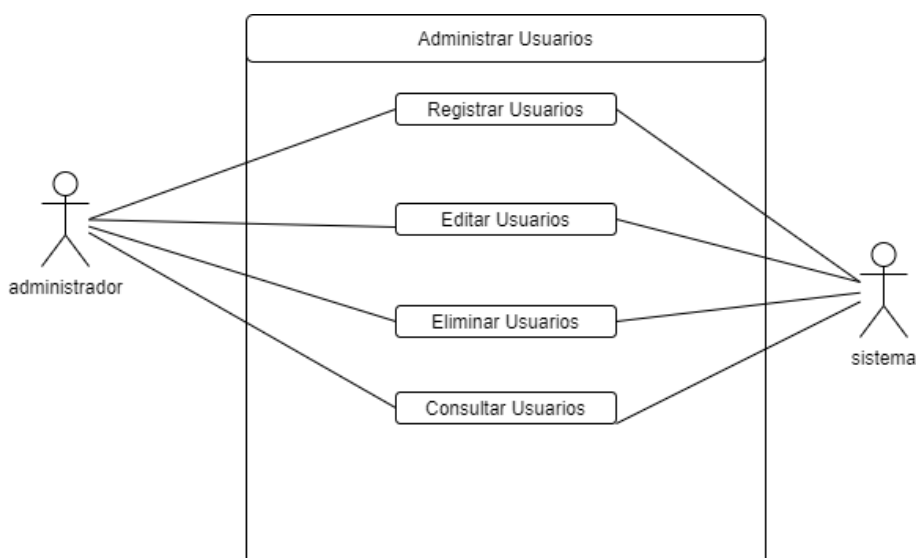 Administrar Usuarios
Registrar Usuarios
Editar Usuarios
administrador
Eliminar Usuarios
sistema
Consultar Usuarios